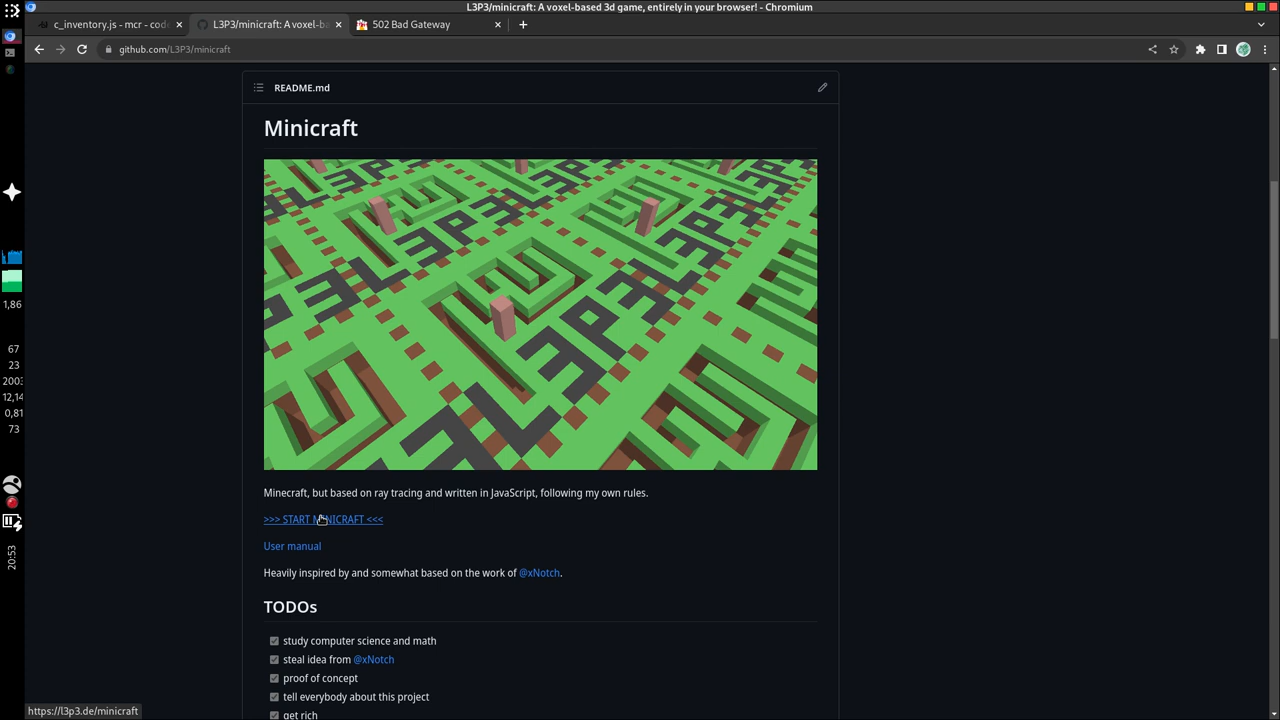 L3P3/minicraft: A voxel-based 3d game, entirely in your browser! - Chromium
c_inventory.js - mcr - cod
L3P3/minicraft: A voxel-ba
502 Bad Gateway
github.com/L3P3/minicraft
README.md
Minicraft
L3P3
L3P3
L3P3
Minecraft, but based on ray tracing and written in JavaScript, following my own rules.
>>> START MINICRAFT <<<
User manual
Heavily inspired by and somewhat based on the work of @xNotch.
TODOs
study computer science and math
steal idea from @xNotch
proof of concept
tell everybody about this project
get rich
https://l3p3.de/minicraft
1,86
67
23
2003
12,14
0,81
73
20:53